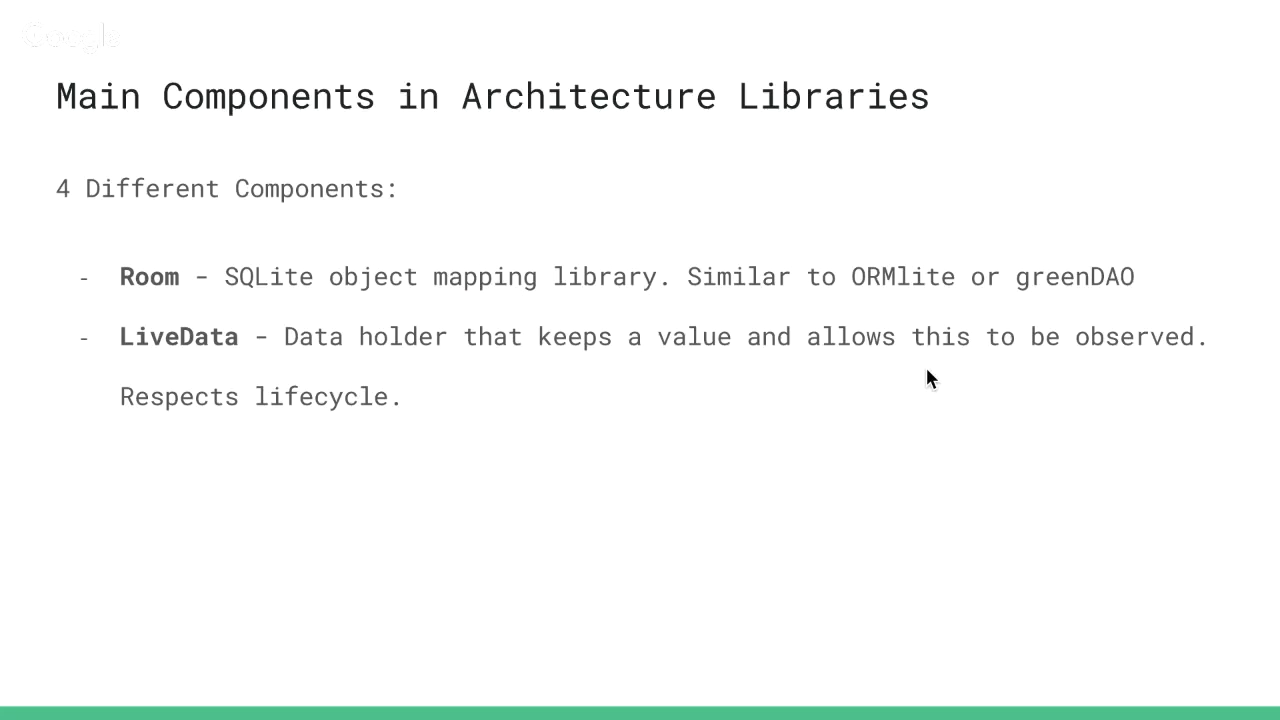 Google
Main Components in Architecture Libraries
4 Different Components:
- Room - SQLite object mapping library. Similar to ORMlite or greenDAO
- LiveData - Data holder that keeps a value and allows this to be observed.
Respects lifecycle.